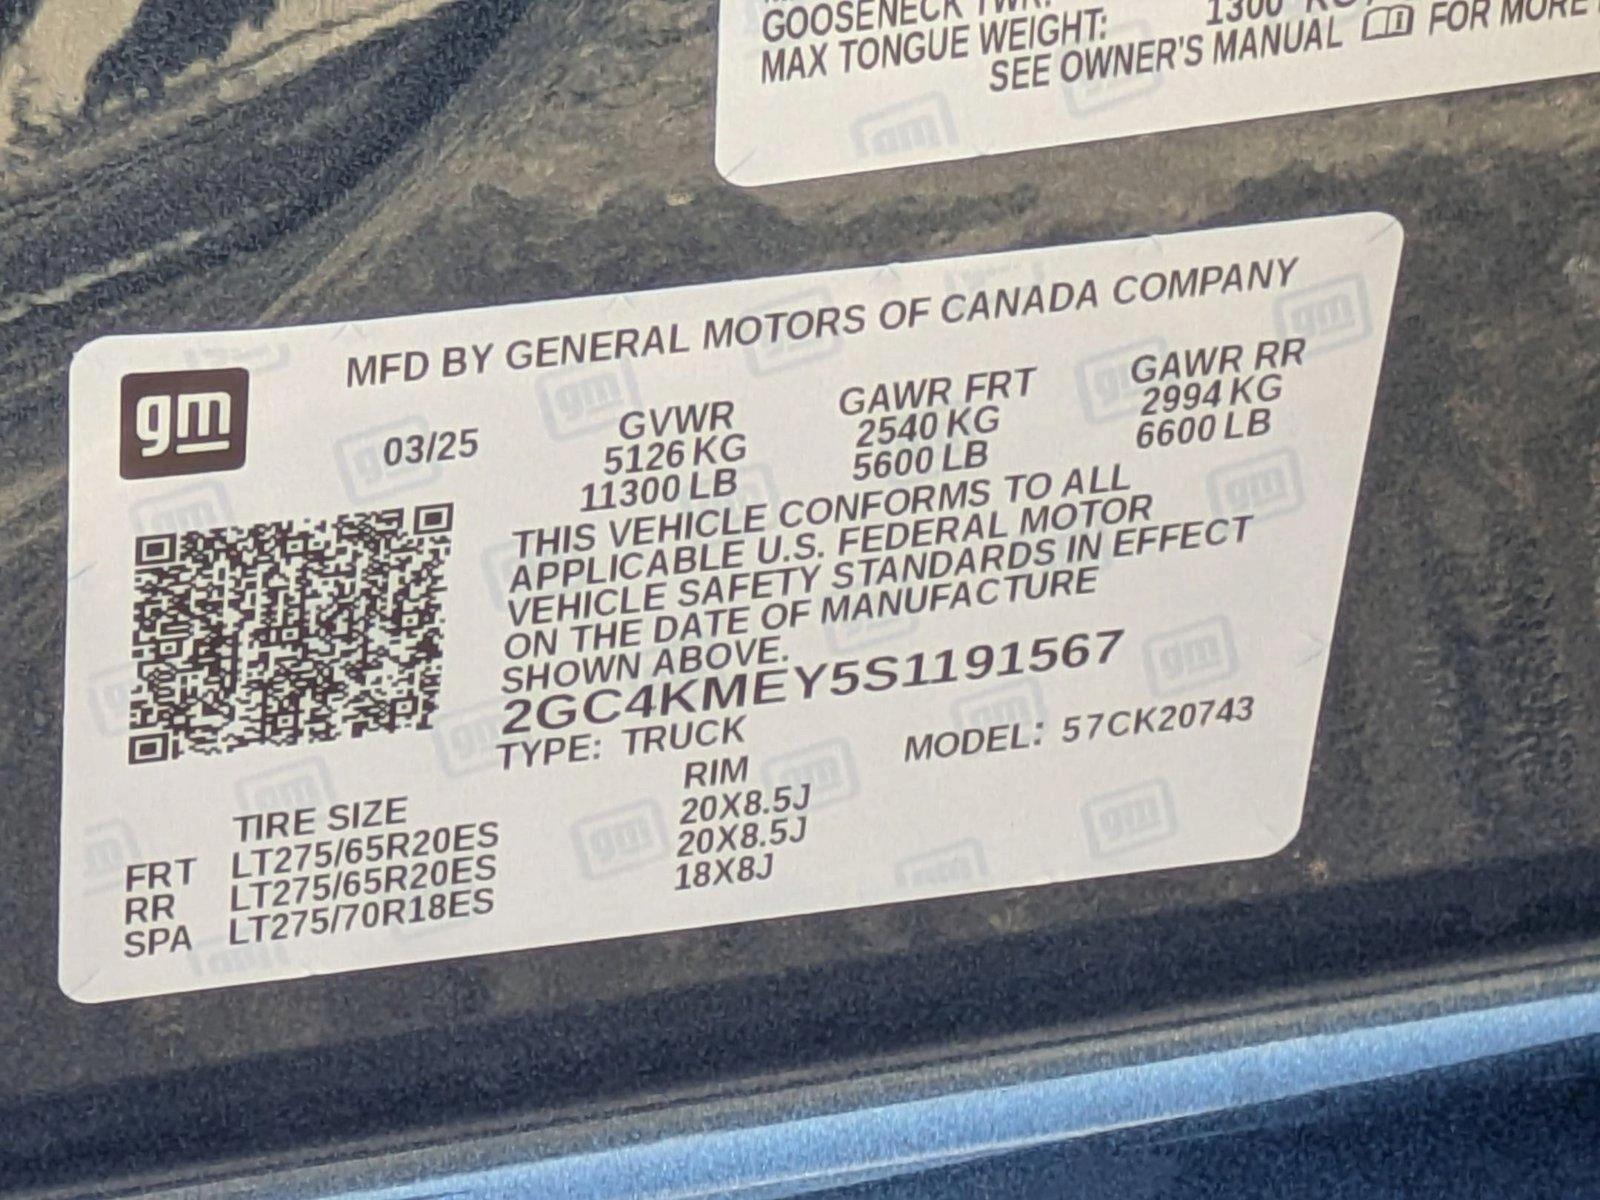 GOOSENECK TWR:
MAX TONGUE WEIGHT: 1300
SEE OWNER'S MANUAL FOR MORE
MFD BY GENERAL MOTORS OF CANADA COMPANY
gm
03/25 GVWR GAWR FRT GAWR RR
5126 KG 2540 KG 2994 KG
11300 LB 5600 LB 6600 LB
THIS VEHICLE CONFORMS TO ALL
APPLICABLE U.S. FEDERAL MOTOR
VEHICLE SAFETY STANDARDS IN EFFECT
ON THE DATE OF MANUFACTURE
SHOWN ABOVE.
2GC4KMEY5S1191567
TYPE: TRUCK MODEL: 57CK20743
TIRE SIZE RIM
FRT LT275/65R20ES 20X8.5J
RR LT275/65R20ES 20X8.5J
SPA LT275/70R18ES 18X8J